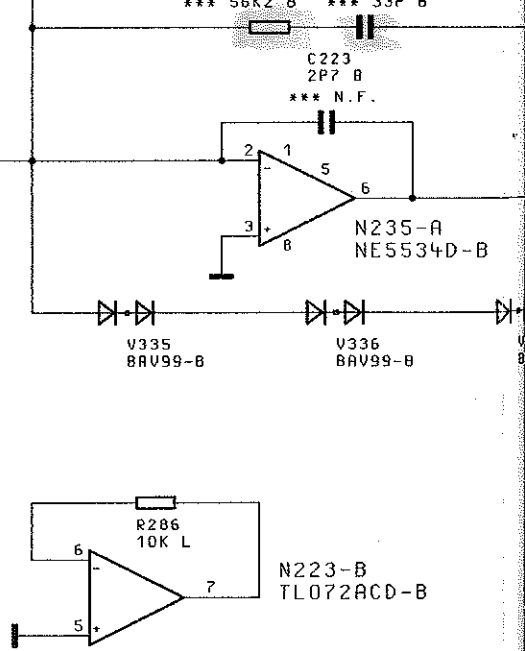 *** 56K2 B
*** 33P B
C223
2P7 B
*** N.F.
2
1
5
6
3
8
N235-A
NE5534D-B
V335
BAV99-B
V336
BAV99-B
R286
10K L
6
7
5
N223-B
TL072ACD-B